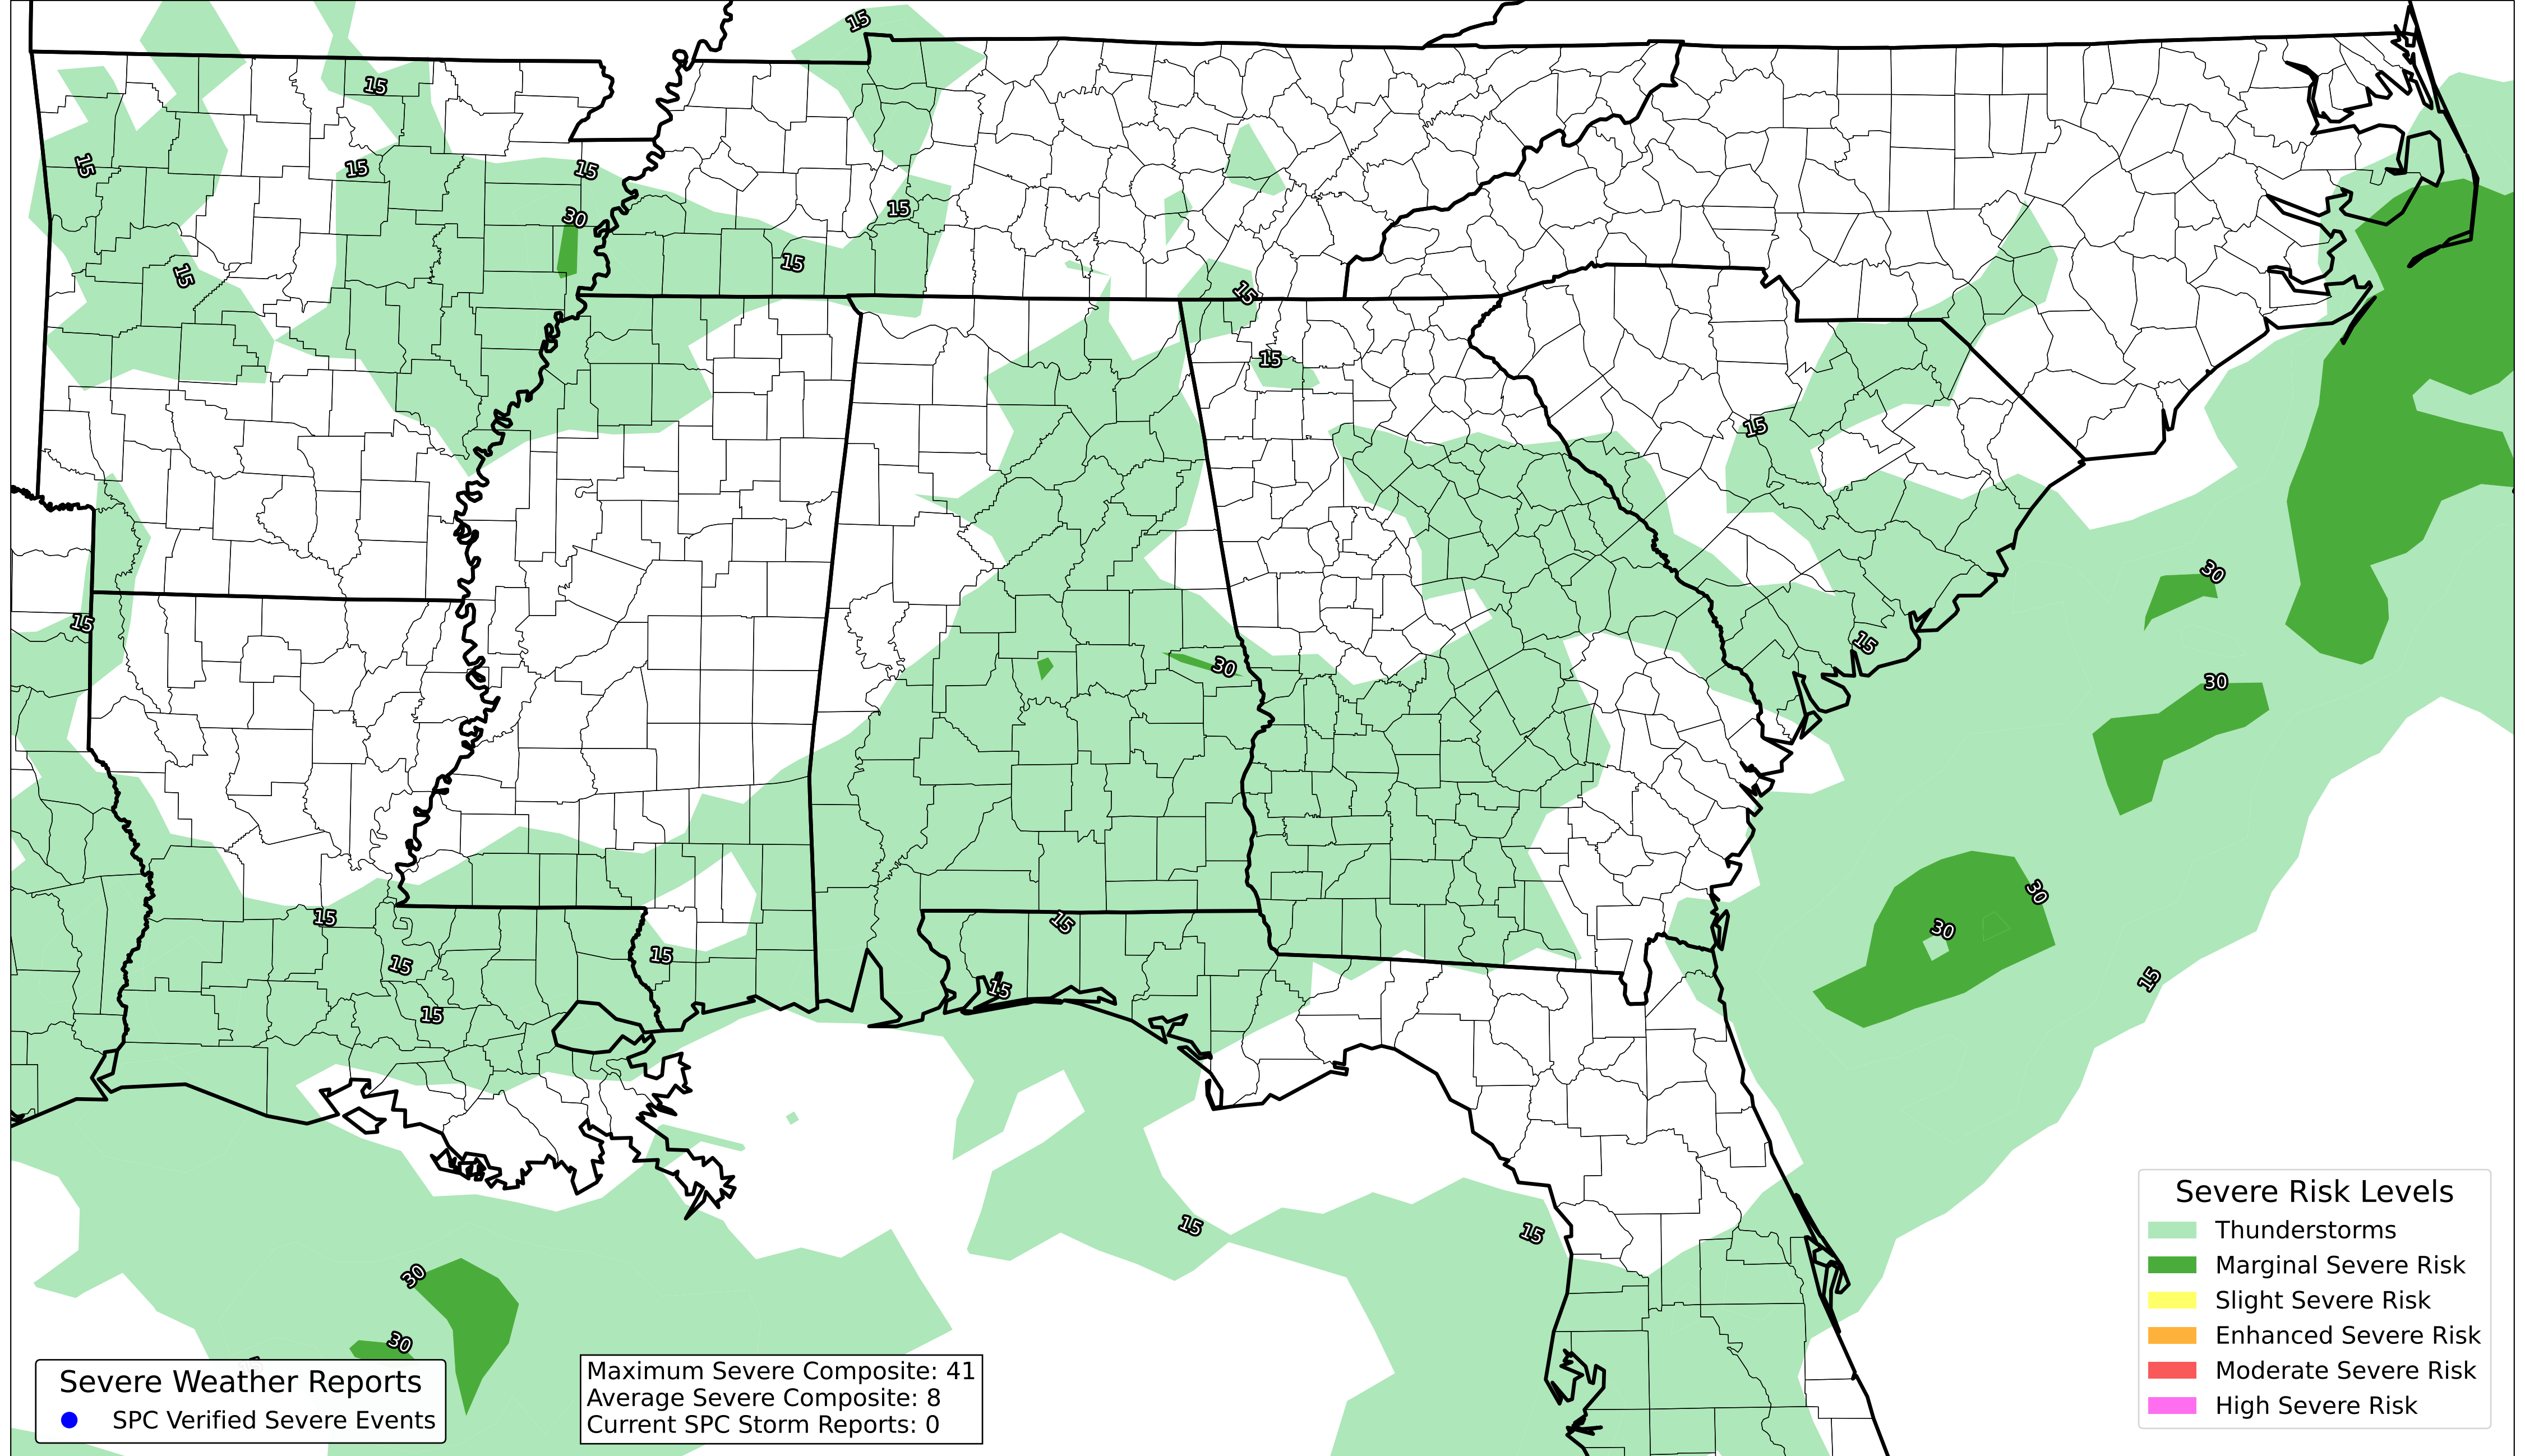 15
15
15
15
15
30
15
15
15
15
15
15
30
15
30
15
30
15
30
30
15
15
15
15
15
15
15
15
30
30
Severe Weather Reports
SPC Verified Severe Events
Maximum Severe Composite: 41
Average Severe Composite: 8
Current SPC Storm Reports: 0
Severe Risk Levels
Thunderstorms
Marginal Severe Risk
Slight Severe Risk
Enhanced Severe Risk
Moderate Severe Risk
High Severe Risk